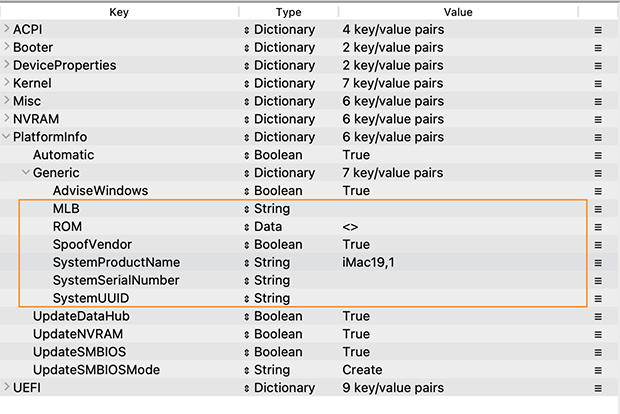 Key Type Value
ACPI Dictionary 4 key/value pairs
Booter Dictionary 2 key/value pairs
DeviceProperties Dictionary 2 key/value pairs
Kernel Dictionary 7 key/value pairs
Misc Dictionary 6 key/value pairs
NVRAM Dictionary 6 key/value pairs
PlatformInfo Dictionary 6 key/value pairs
Automatic Boolean True
Generic Dictionary 7 key/value pairs
AdviseWindows Boolean True
MLB String
ROM Data <>
SpoofVendor Boolean True
SystemProductName String iMac19,1
SystemSerialNumber String
SystemUUID String
UpdateDataHub Boolean True
UpdateNVRAM Boolean True
UpdateSMBIOS Boolean True
UpdateSMBIOSMode String Create
UEFI Dictionary 9 key/value pairs